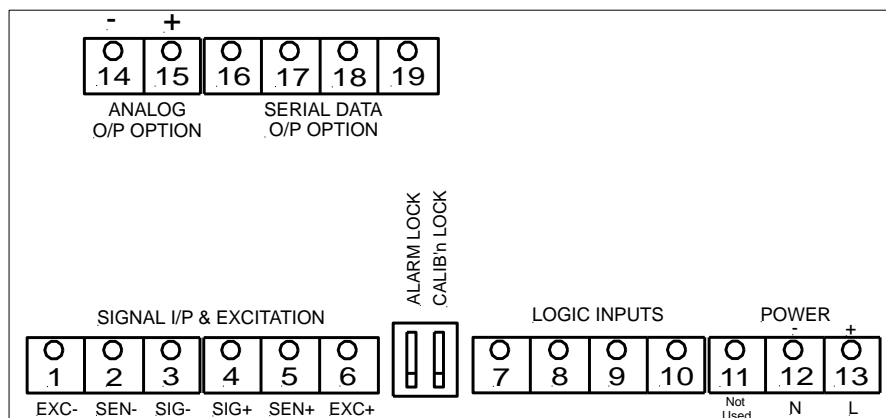 - +
14 15 16 17 18 19
ANALOG O/P OPTION
SERIAL DATA O/P OPTION
ALARM LOCK
CALIB'n LOCK
SIGNAL I/P & EXCITATION
LOGIC INPUTS
POWER
- +
1 2 3 4 5 6 7 8 9 10 11 12 13
EXC- SEN- SIG- SIG+ SEN+ EXC+ Not Used N L